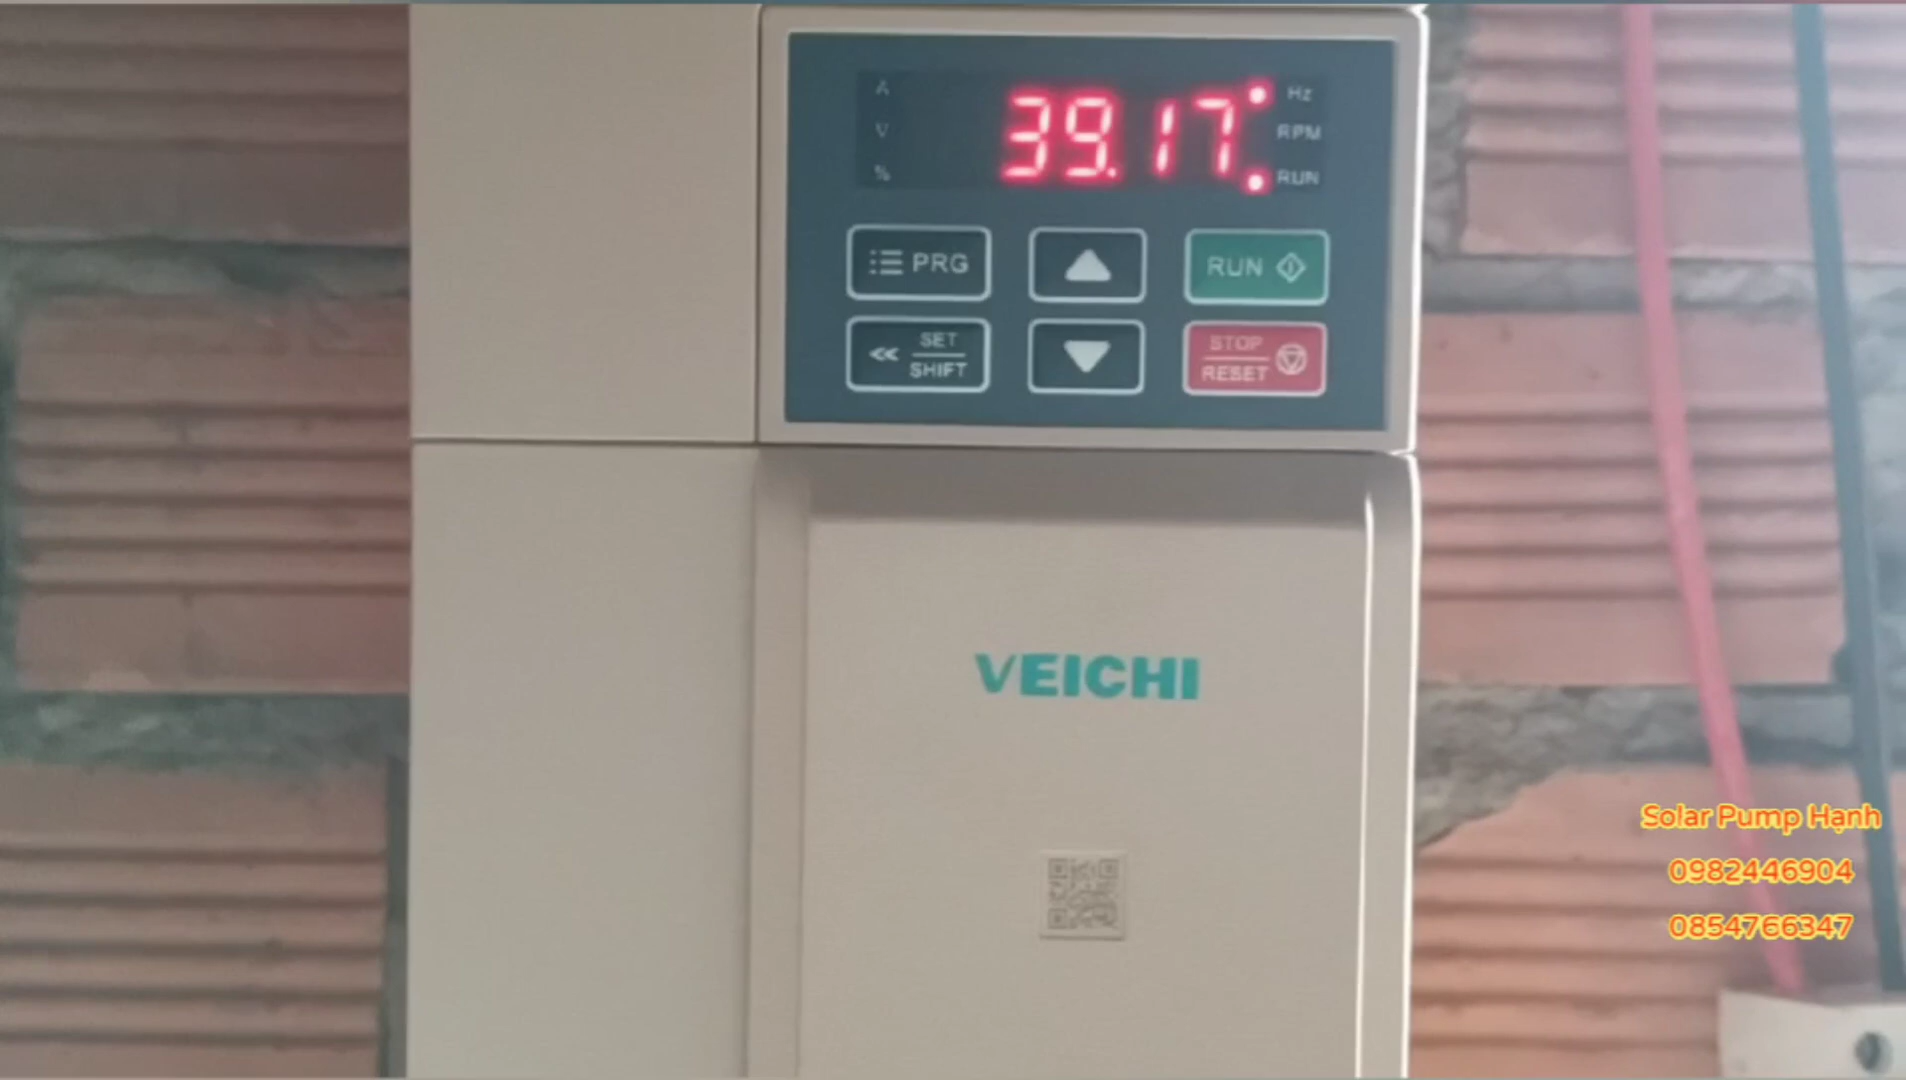 A
V
%
39.17
Hz
RPM
RUN
PRG
RUN
SET
SHIFT
STOP
RESET
VEICHI
Solar Pump Hạnh
0982446904
0854766347